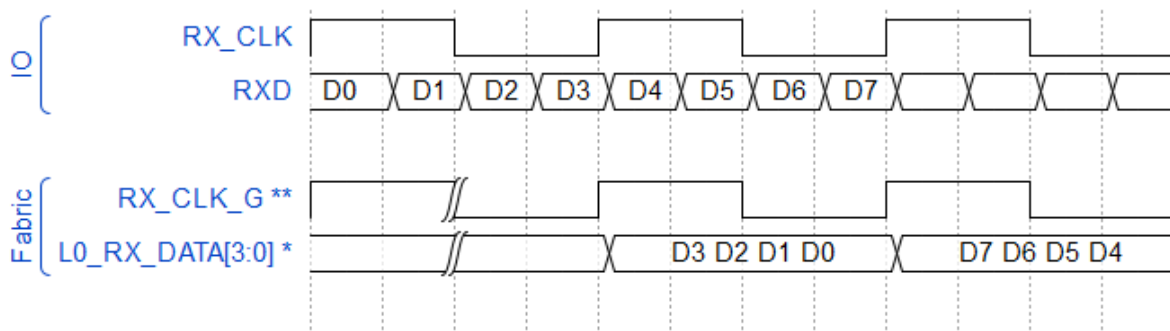 IO
RX_CLK
RXD D0 D1 D2 D3 D4 D5 D6 D7
Fabric
RX_CLK_G **
L0_RX_DATA[3:0] * D3 D2 D1 D0 D7 D6 D5 D4